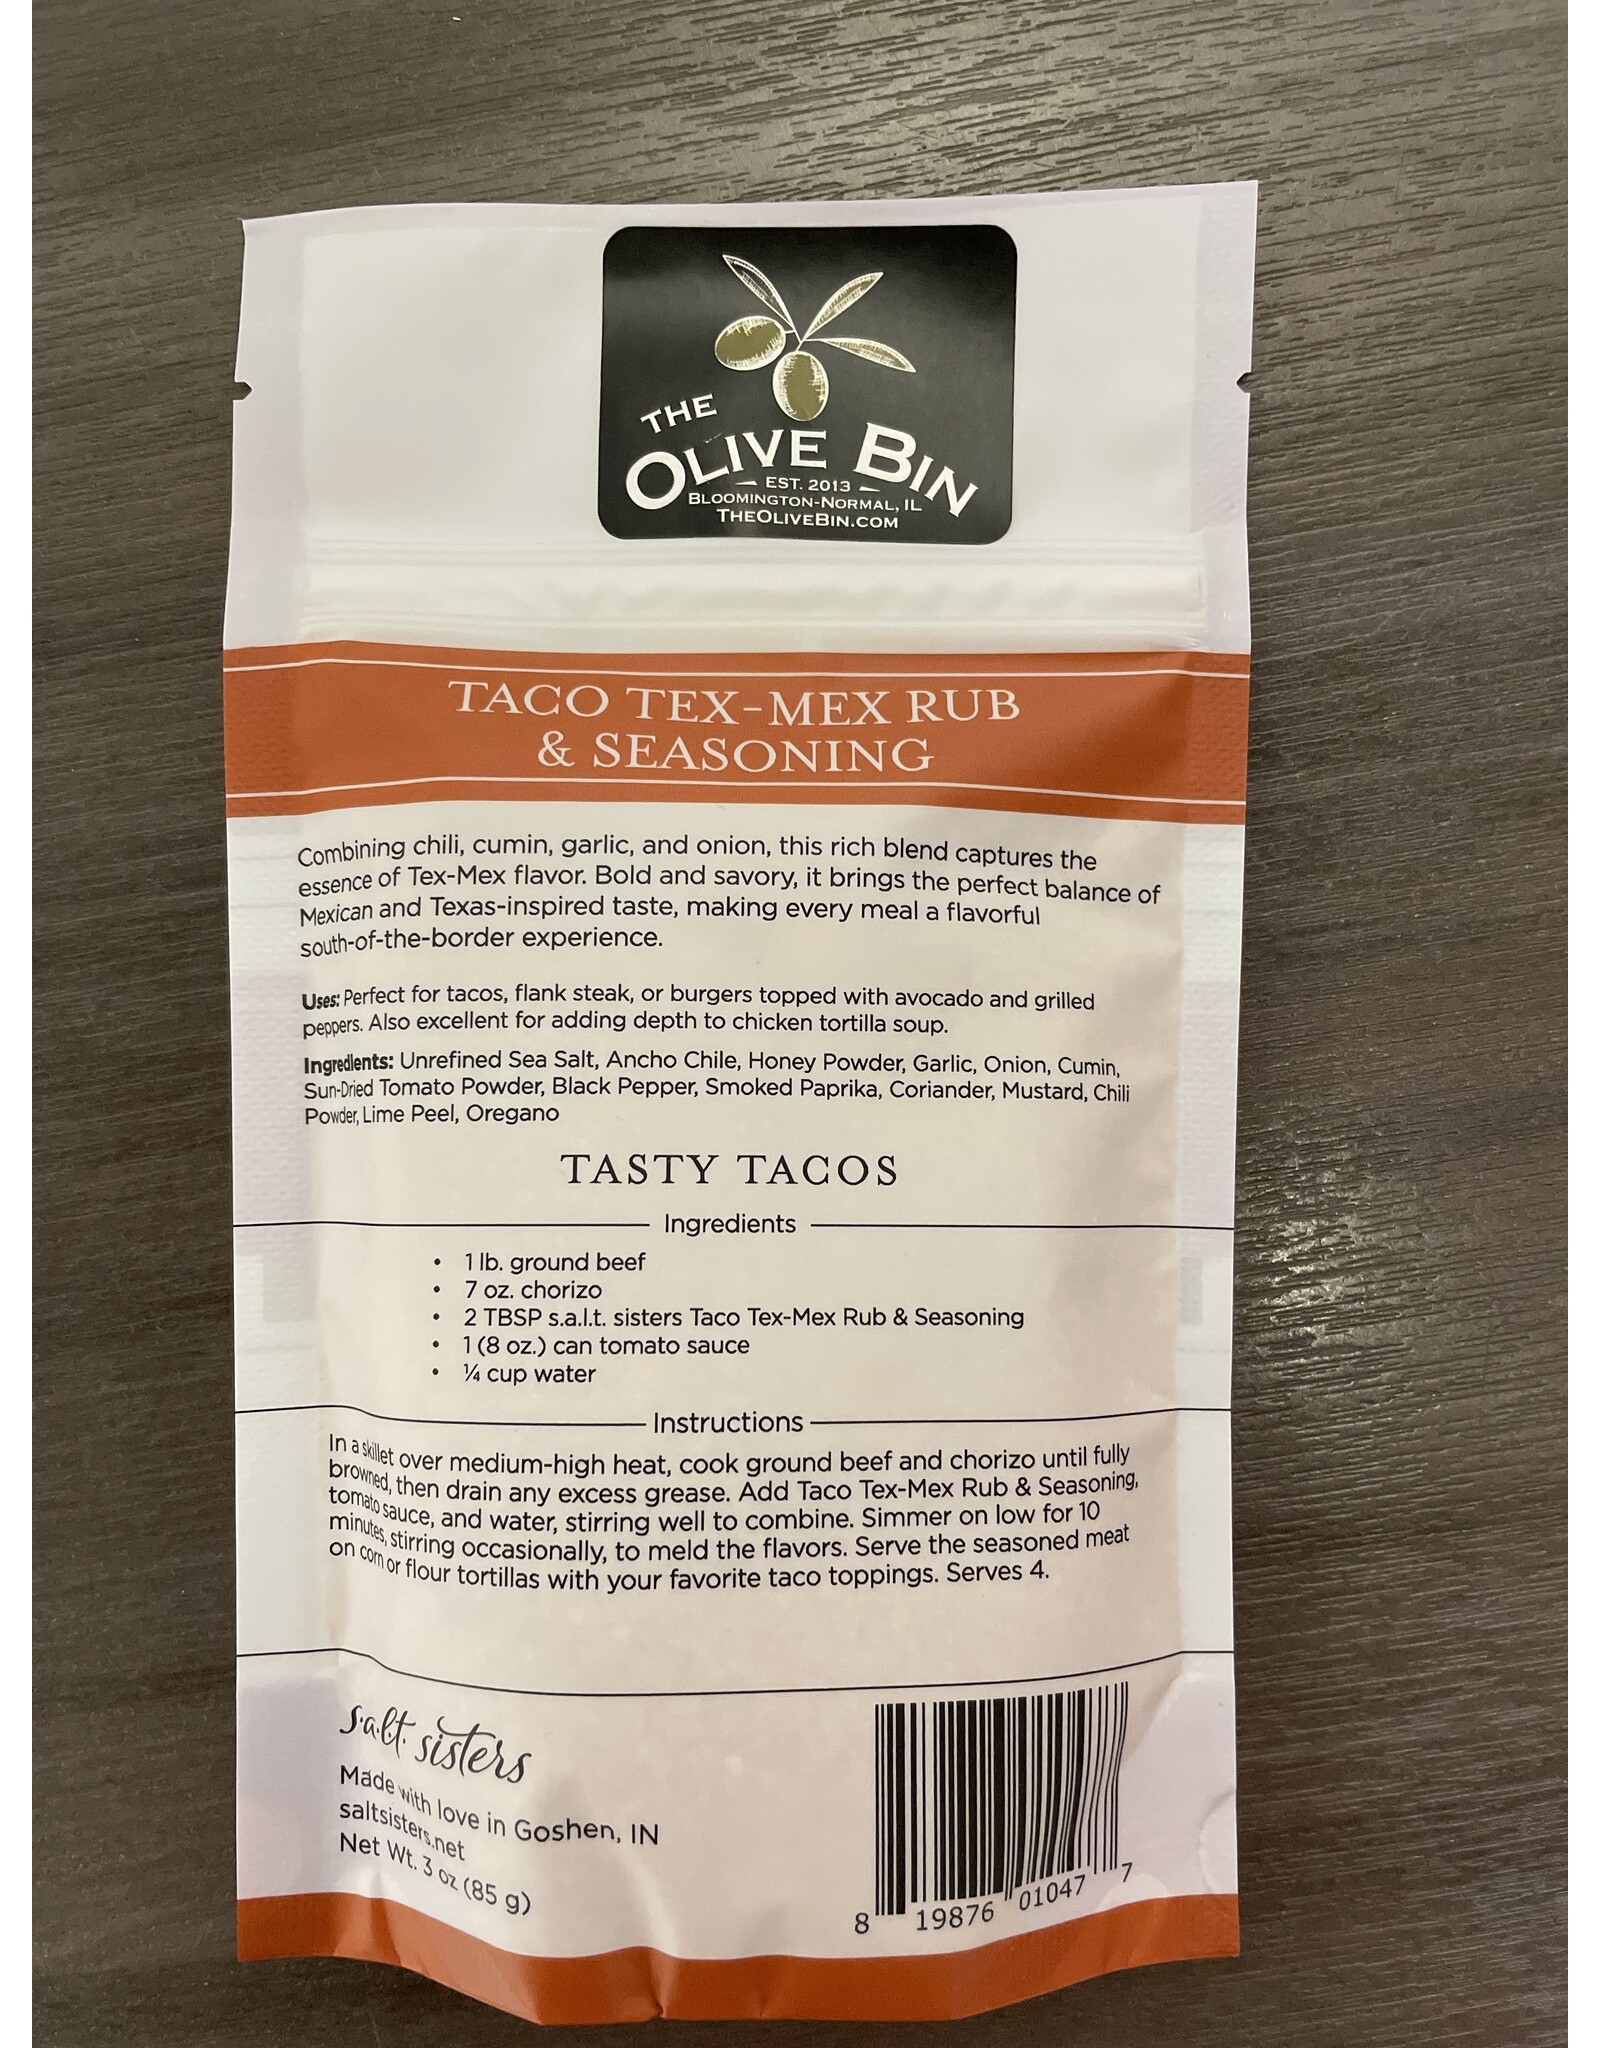 THE
OLIVE BIN
EST. 2013
BLOOMINGTON-NORMAL, IL
THEOLIVEBIN.COM
TACO TEX-MEX RUB
& SEASONING
Combining chili, cumin, garlic, and onion, this rich blend captures the
essence of Tex-Mex flavor. Bold and savory, it brings the perfect balance of
Mexican and Texas-inspired taste, making every meal a flavorful
south-of-the-border experience.
Uses: Perfect for tacos, flank steak, or burgers topped with avocado and grilled
peppers. Also excellent for adding depth to chicken tortilla soup.
Ingredients: Unrefined Sea Salt, Ancho Chile, Honey Powder, Garlic, Onion, Cumin,
Sun-Dried Tomato Powder, Black Pepper, Smoked Paprika, Coriander, Mustard, Chili
Powder, Lime Peel, Oregano
TASTY TACOS
Ingredients
• 1 lb. ground beef
• 7 oz. chorizo
• 2 TBSP s.a.l.t. sisters Taco Tex-Mex Rub & Seasoning
• 1 (8 oz.) can tomato sauce
• ¼ cup water
Instructions
In a skillet over medium-high heat, cook ground beef and chorizo until fully
browned, then drain any excess grease. Add Taco Tex-Mex Rub & Seasoning,
tomato sauce, and water, stirring well to combine. Simmer on low for 10
minutes, stirring occasionally, to meld the flavors. Serve the seasoned meat
on corn or flour tortillas with your favorite taco toppings. Serves 4.
s.a.l.t. sisters
Made with love in Goshen, IN
saltsisters.net
Net Wt. 3 oz (85 g)
8 19876 01047 7